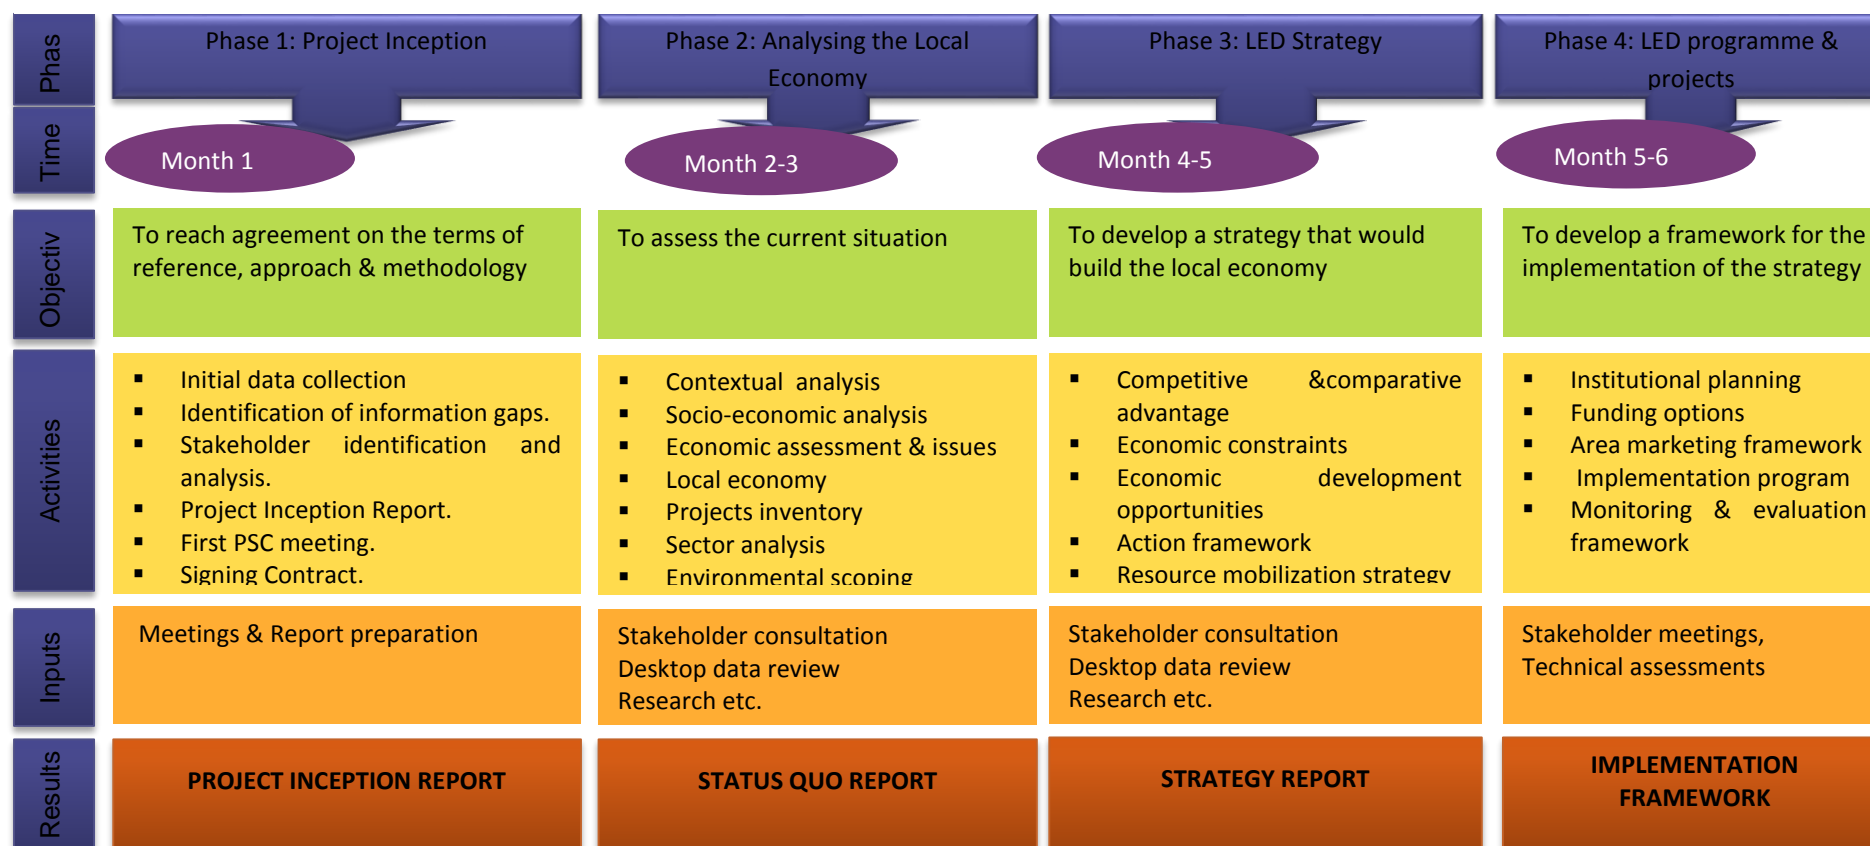 Phas
Phase 1: Project Inception
Phase 2: Analysing the Local
Economy
Phase 3: LED Strategy
Phase 4: LED programme &
projects
Time
Month 1
Month 2-3
Month 4-5
Month 5-6
Objectiv
To reach agreement on the terms of
reference, approach & methodology
To assess the current situation
To develop a strategy that would
build the local economy
To develop a framework for the
implementation of the strategy
Activities
▪ Initial data collection
▪ Identification of information gaps.
▪ Stakeholder identification and
analysis.
▪ Project Inception Report.
▪ First PSC meeting.
▪ Signing Contract.
▪ Contextual analysis
▪ Socio-economic analysis
▪ Economic assessment & issues
▪ Local economy
▪ Projects inventory
▪ Sector analysis
▪ Environmental scoping
▪ Competitive &comparative
advantage
▪ Economic constraints
▪ Economic development
opportunities
▪ Action framework
▪ Resource mobilization strategy
▪ Institutional planning
▪ Funding options
▪ Area marketing framework
▪ Implementation program
▪ Monitoring & evaluation
framework
Inputs
Meetings & Report preparation
Stakeholder consultation
Desktop data review
Research etc.
Stakeholder consultation
Desktop data review
Research etc.
Stakeholder meetings,
Technical assessments
Results
PROJECT INCEPTION REPORT
STATUS QUO REPORT
STRATEGY REPORT
IMPLEMENTATION
FRAMEWORK